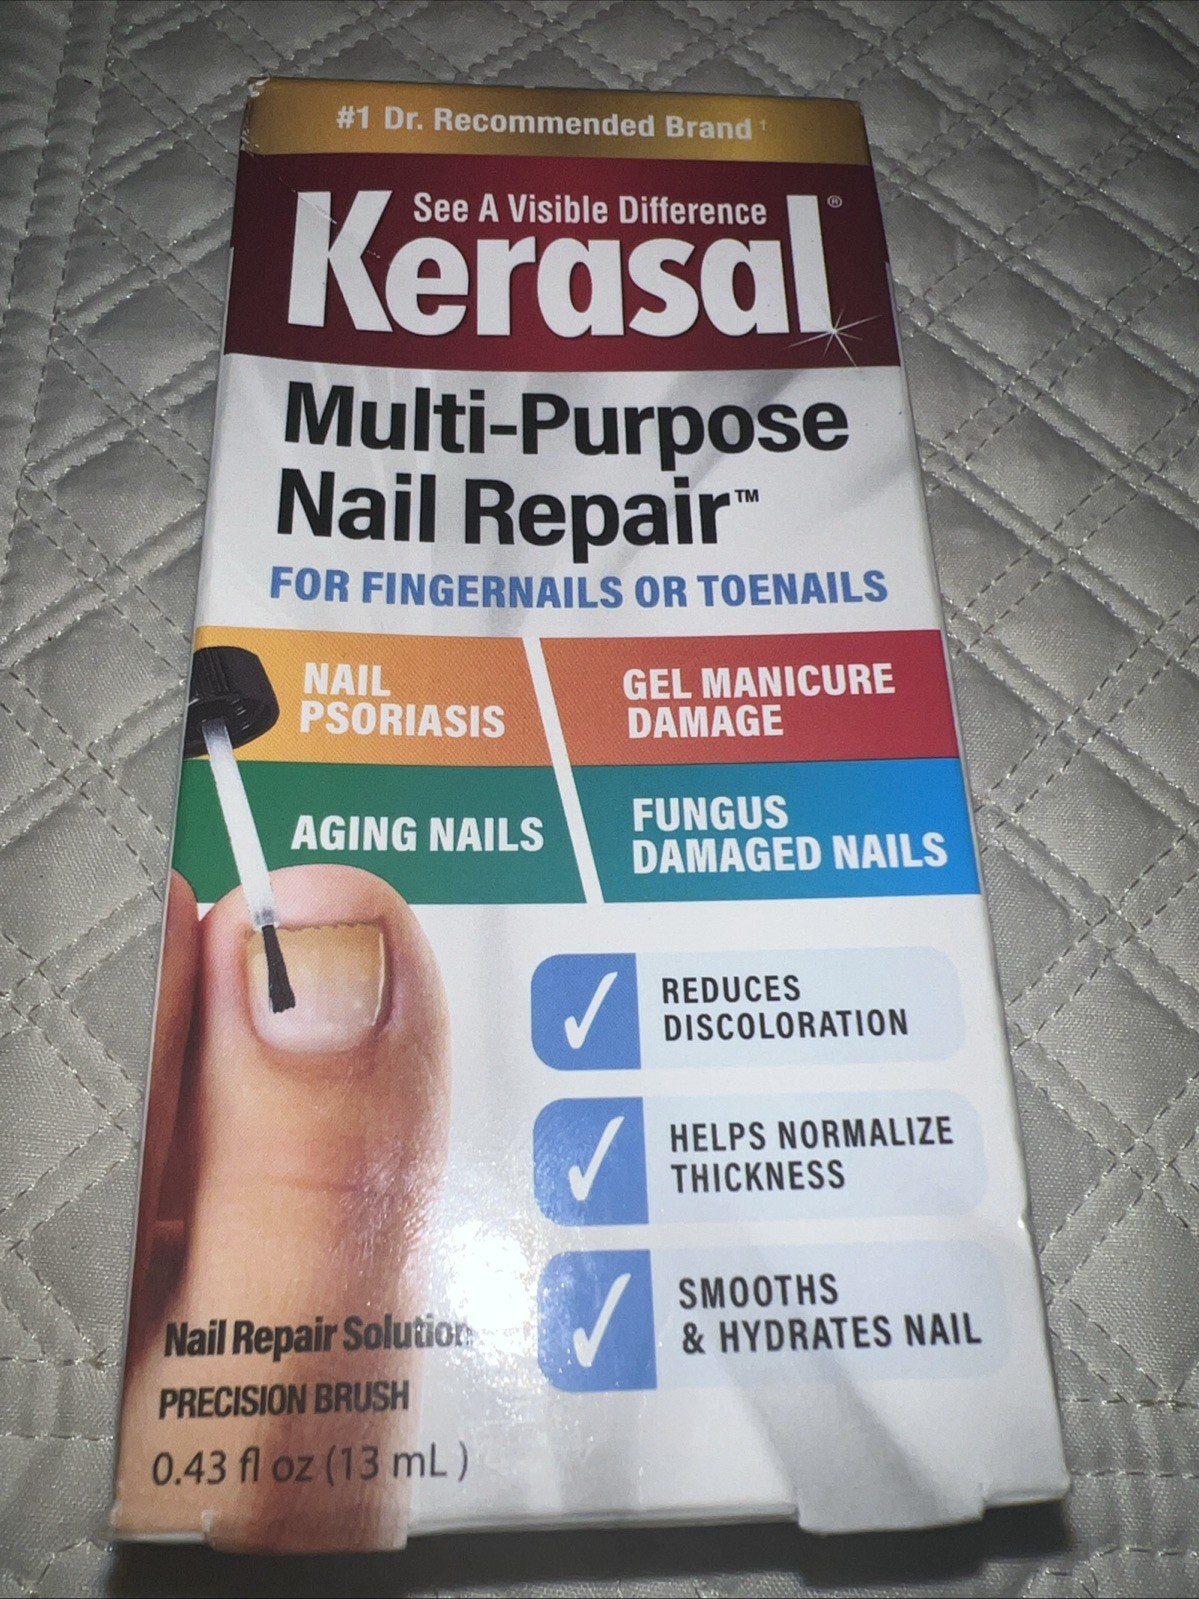 #1 Dr. Recommended Brand†
See A Visible Difference
Kerasal®
Multi-Purpose
Nail Repair™
FOR FINGERNAILS OR TOENAILS
NAIL
PSORIASIS
GEL MANICURE
DAMAGE
AGING NAILS
FUNGUS
DAMAGED NAILS
REDUCES
DISCOLORATION
HELPS NORMALIZE
THICKNESS
SMOOTHS
& HYDRATES NAIL
Nail Repair Solution
PRECISION BRUSH
0.43 fl oz (13 mL)